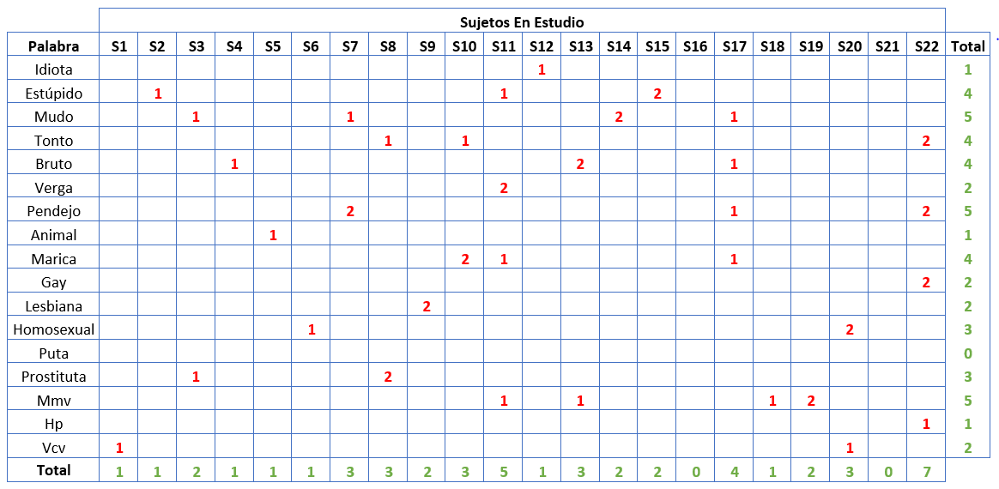 Sujetos En Estudio
Palabra S1 S2 S3 S4 S5 S6 S7 S8 S9 S10 S11 S12 S13 S14 S15 S16 S17 S18 S19 S20 S21 S22 Total
Idiota 1 1
Estúpido 1 1 2 4
Mudo 1 1 2 1 5
Tonto 1 1 2 4
Bruto 1 2 1 4
Verga 2 2
Pendejo 2 1 2 5
Animal 1 1
Marica 2 1 1 4
Gay 2 2
Lesbiana 2 2
Homosexual 1 2 3
Puta 0
Prostituta 1 2 3
Mmv 1 1 1 2 5
Hp 1 1
Vcv 1 1 2
Total 1 1 2 1 1 1 3 3 2 3 5 1 3 2 2 0 4 1 2 3 0 7